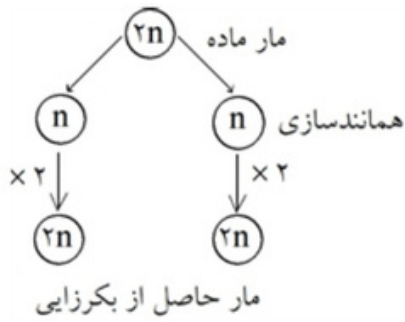 ۲n
مار ماده
n
n
همانندسازی
× ۲
× ۲
۲n
۲n
مار حاصل از بکرزایی